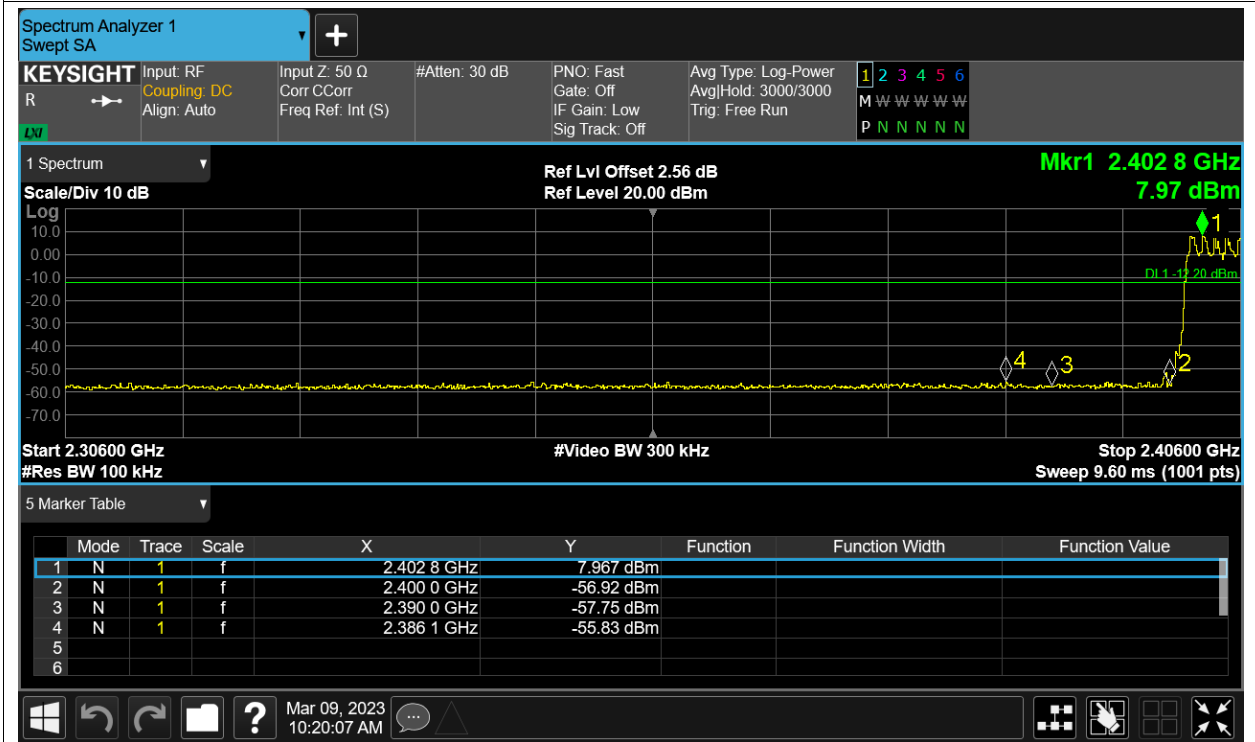 Spectrum Analyzer 1
Swept SA
+
KEYSIGHT
R
LXI
Input: RF
Coupling: DC
Align: Auto
Input Z: 50 Ω
Corr CCorr
Freq Ref: Int (S)
#Atten: 30 dB
PNO: Fast
Gate: Off
IF Gain: Low
Sig Track: Off
Avg Type: Log-Power
Avg|Hold: 3000/3000
Trig: Free Run
1 2 3 4 5 6
M W W W W W
P N N N N N
1 Spectrum
Scale/Div 10 dB
Ref Lvl Offset 2.56 dB
Ref Level 20.00 dBm
Mkr1 2.402 8 GHz
7.97 dBm
Log
10.0
0.00
-10.0
-20.0
-30.0
-40.0
-50.0
-60.0
-70.0
1
DL1 -12.20 dBm
4
3
2
Start 2.30600 GHz
#Res BW 100 kHz
#Video BW 300 kHz
Stop 2.40600 GHz
Sweep 9.60 ms (1001 pts)
5 Marker Table
Mode Trace Scale X Y Function Function Width Function Value
1 N 1 f 2.402 8 GHz 7.967 dBm
2 N 1 f 2.400 0 GHz -56.92 dBm
3 N 1 f 2.390 0 GHz -57.75 dBm
4 N 1 f 2.386 1 GHz -55.83 dBm
5
6
?
Mar 09, 2023
10:20:07 AM